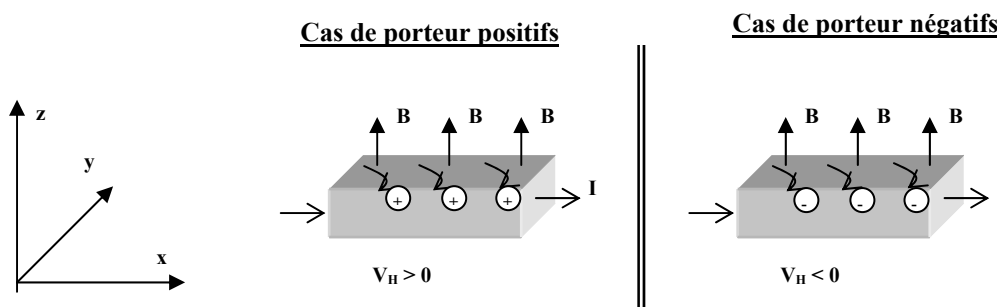 Cas de porteur positifs
Cas de porteur négatifs
z
y
x
B B B
+ + +
I
V_H > 0
B B B
- - -
V_H < 0